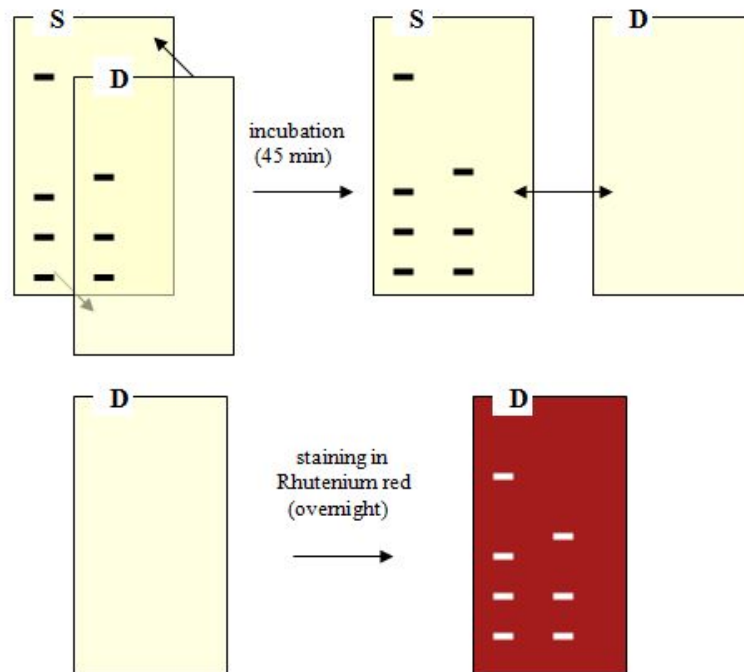 S
D
incubation
(45 min)
S
D
D
staining in
Rhutenium red
(overnight)
D